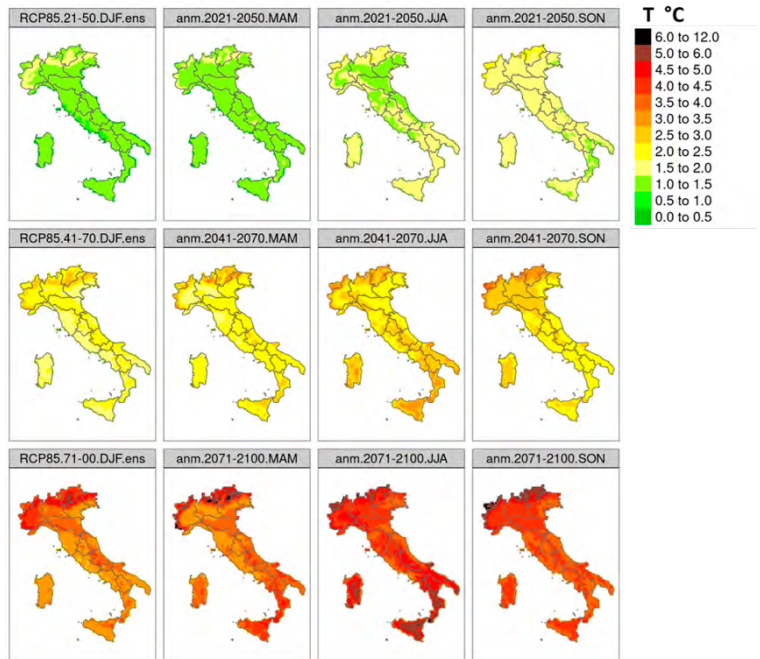 RCP85.21-50.DJF.ens
anm.2021-2050.MAM
anm.2021-2050.JJA
anm.2021-2050.SON
T °C
6.0 to 12.0
5.0 to 6.0
4.5 to 5.0
4.0 to 4.5
3.5 to 4.0
3.0 to 3.5
2.5 to 3.0
2.0 to 2.5
1.5 to 2.0
1.0 to 1.5
0.5 to 1.0
0.0 to 0.5
RCP85.41-70.DJF.ens
anm.2041-2070.MAM
anm.2041-2070.JJA
anm.2041-2070.SON
RCP85.71-00.DJF.ens
anm.2071-2100.MAM
anm.2071-2100.JJA
anm.2071-2100.SON